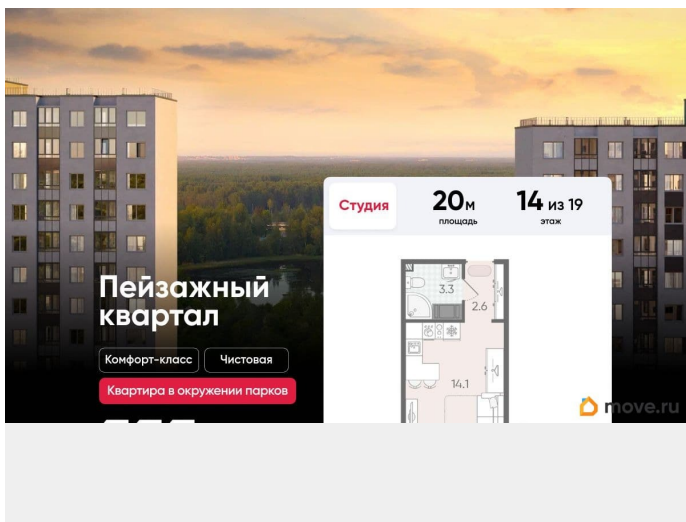 Студия
20м
площадь
14 из 19
этаж
3.3
2.6
14.1
Пейзажный
квартал
Комфорт-класс
Чистовая
Квартира в окружении парков
move.ru